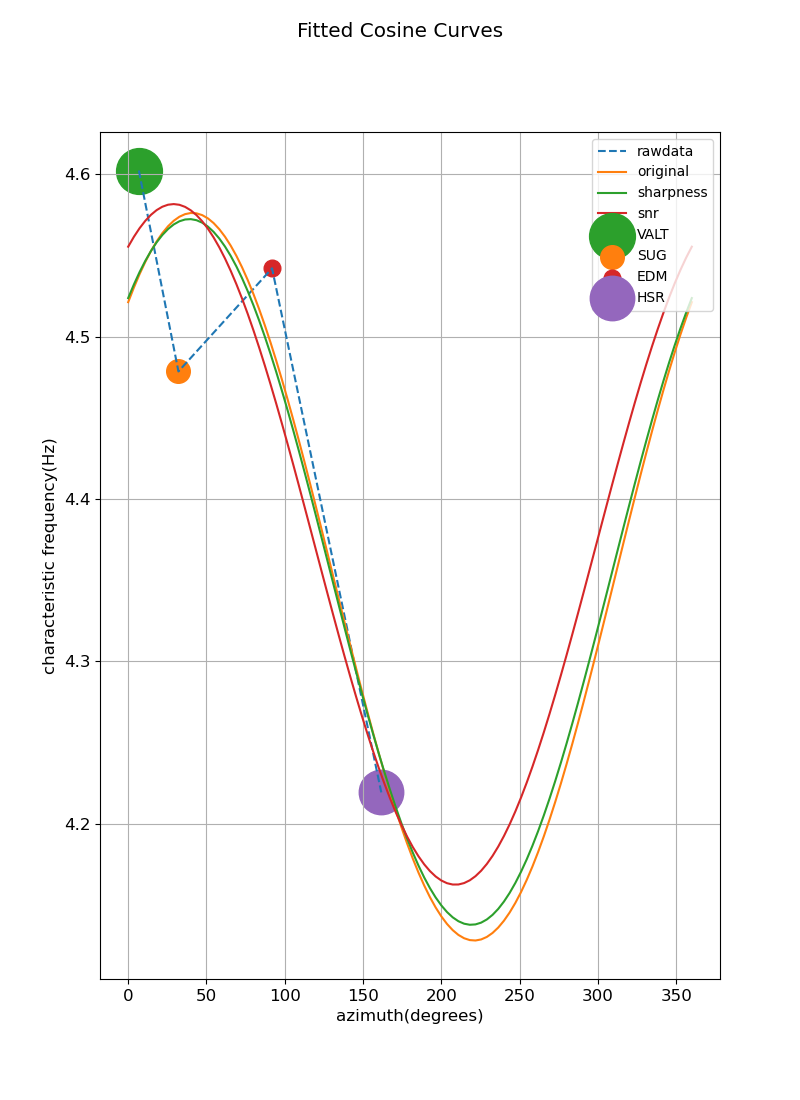 Fitted Cosine Curves
rawdata
original
sharpness
snr
VALT
SUG
EDM
HSR
4.6
4.5
4.4
4.3
4.2
characteristic frequency(Hz)
0 50 100 150 200 250 300 350
azimuth(degrees)